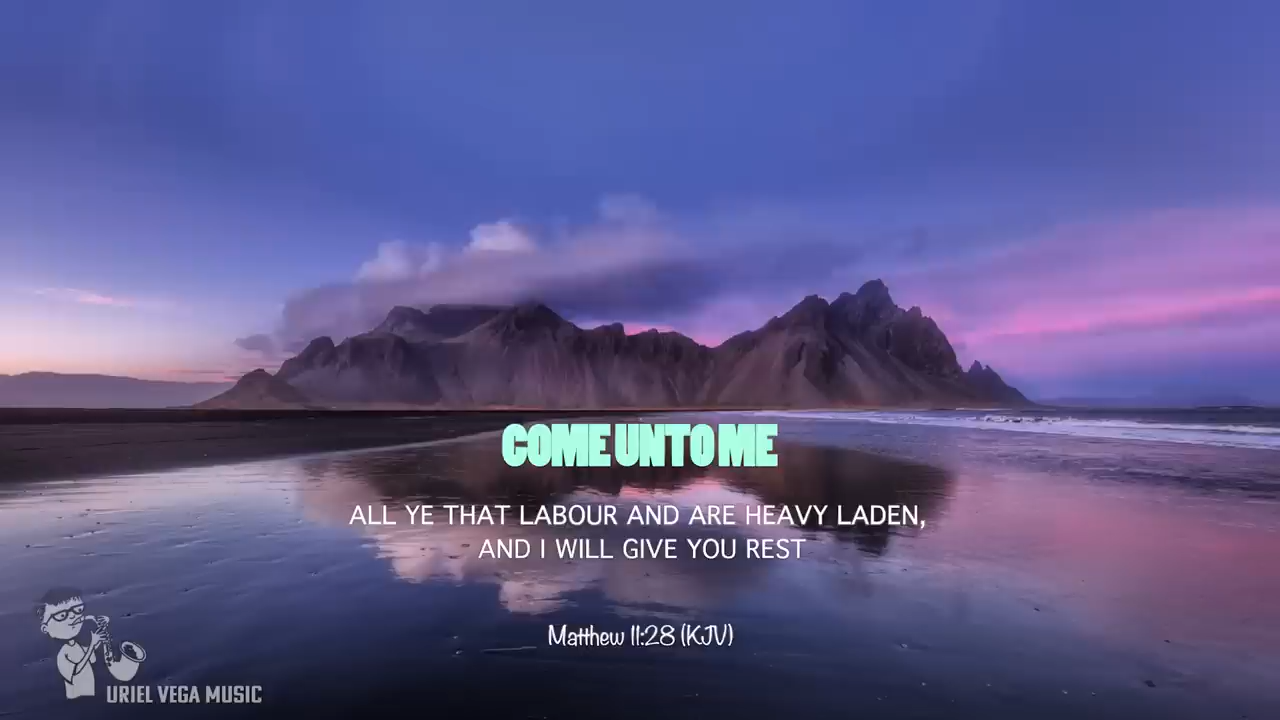 COME UNTO ME
ALL YE THAT LABOUR AND ARE HEAVY LADEN,
AND I WILL GIVE YOU REST
Matthew 11:28 (KJV)
URIEL VEGA MUSIC